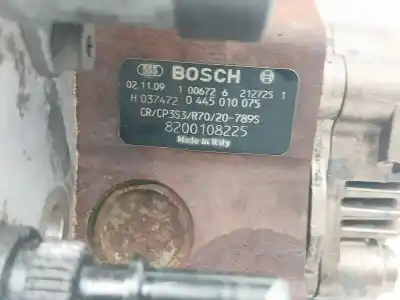 555 BOSCH
02.11.09 1 00672 6 212725 1
H 037472 0 445 010 075
CR/CP3S3/R70/20-789S
8200108225
Made in Italy